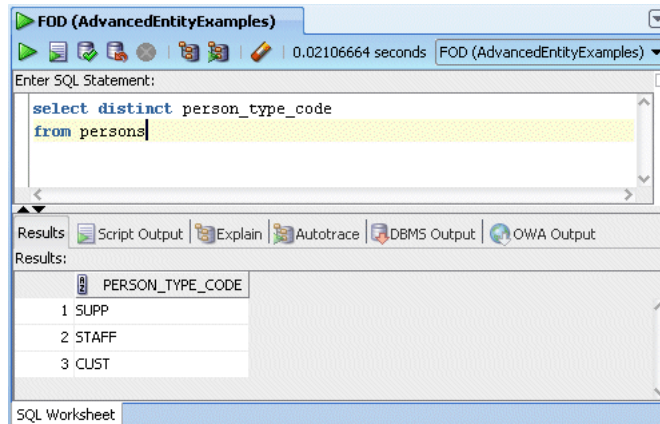 FOD (AdvancedEntityExamples)
0.02106664 seconds FOD (AdvancedEntityExamples)
Enter SQL Statement:
select distinct person_type_code
from persons
Results Script Output Explain Autotrace DBMS Output OWA Output
Results:
PERSON_TYPE_CODE
1 SUPP
2 STAFF
3 CUST
SQL Worksheet